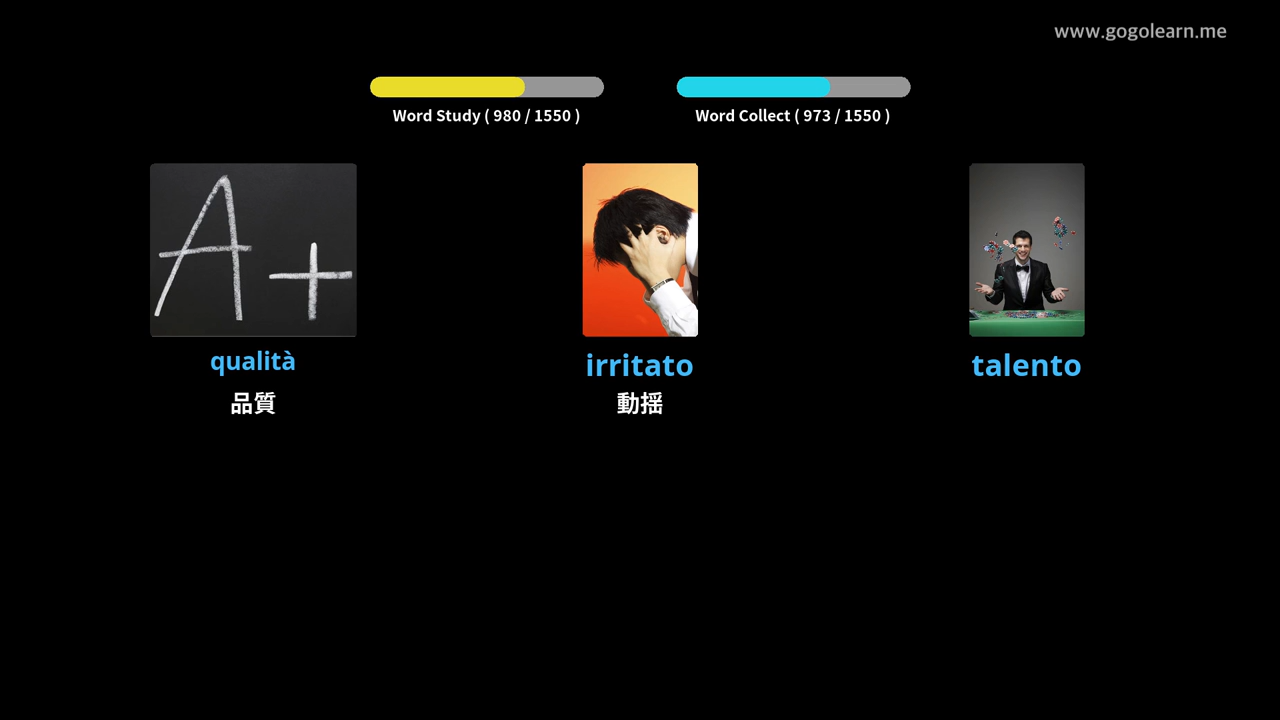 www.gogolearn.me
Word Study ( 980 / 1550 )
Word Collect ( 973 / 1550 )
A+
qualità
irritato
talento
品質
動揺